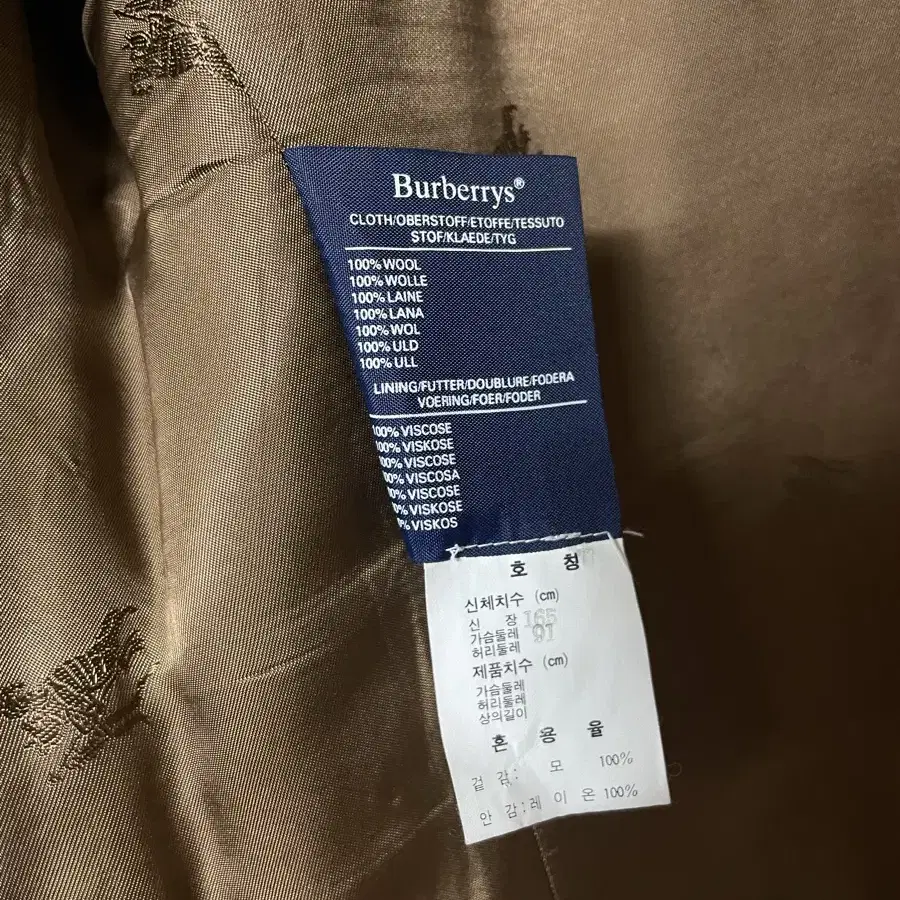 Burberrys®
CLOTH/OBERSTOFF/ETOFFE/TESSUTO
STOF/KLAEDE/TYG
100% WOOL
100% WOLLE
100% LAINE
100% LANA
100% WOL
100% ULD
100% ULL
LINING/FUTTER/DOUBLURE/FODERA
VOERING/FOER/FODER
100% VISCOSE
100% VISKOSE
100% VISCOSE
0% VISCOSA
0% VISCOSE
0% VISKOSE
% VISKOS
호 칭
신체치수 (cm)
신 장 165
가슴둘레 91
허리둘레
제품치수 (cm)
가슴둘레
허리둘레
상의길이
혼 용 율
겉 감: 모 100%
안 감:레 이 온 100%